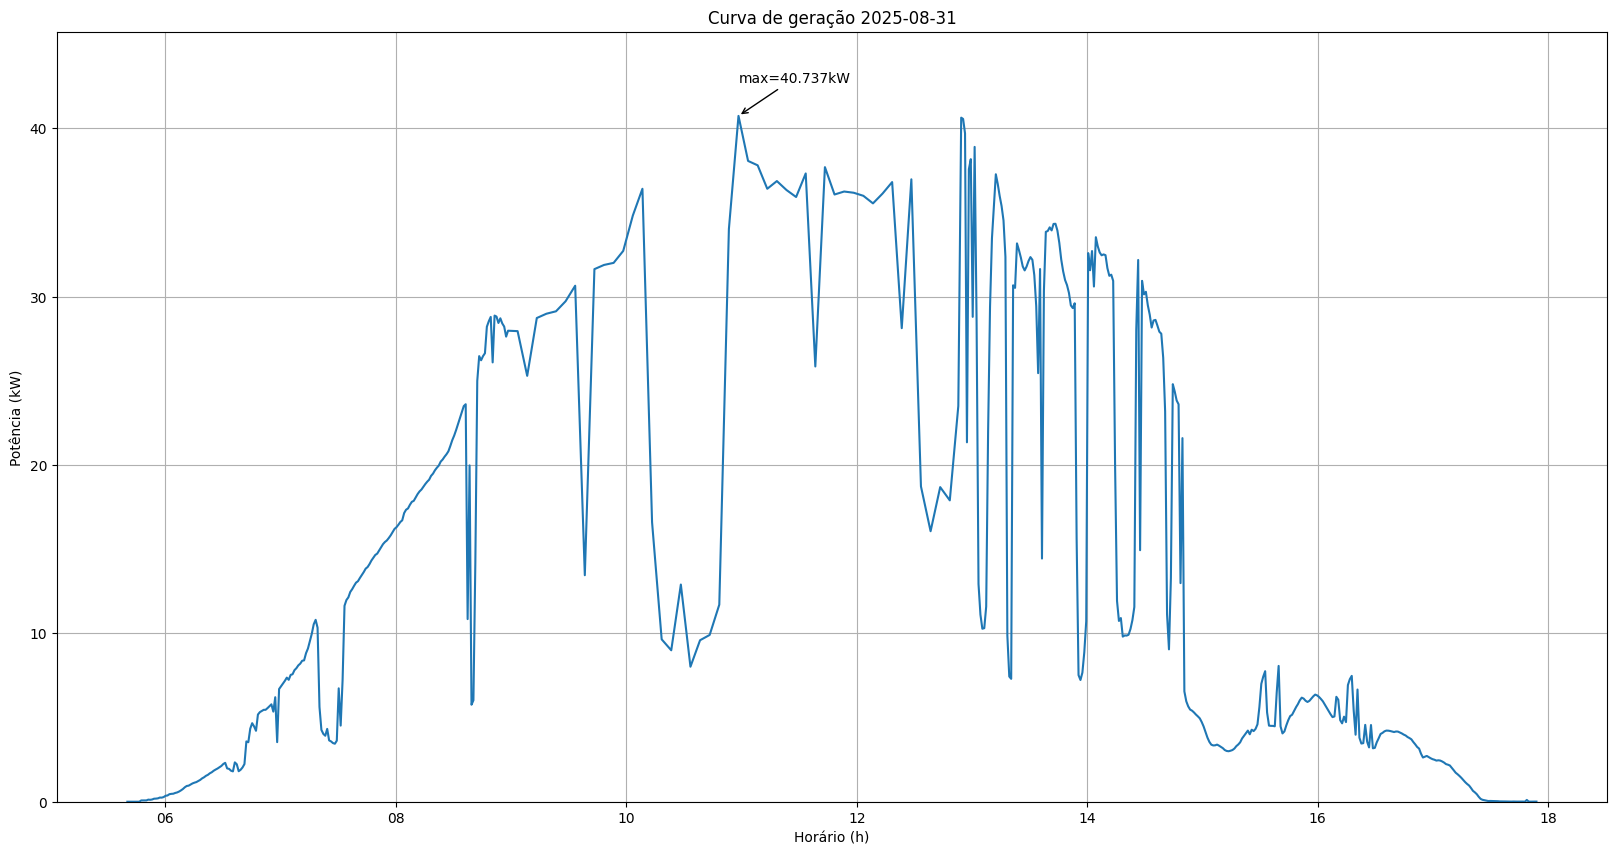 Curva de geração 2025-08-31
max=40.737kW
40
30
20
10
0
Potência (kW)
06 08 10 12 14 16 18
Horário (h)